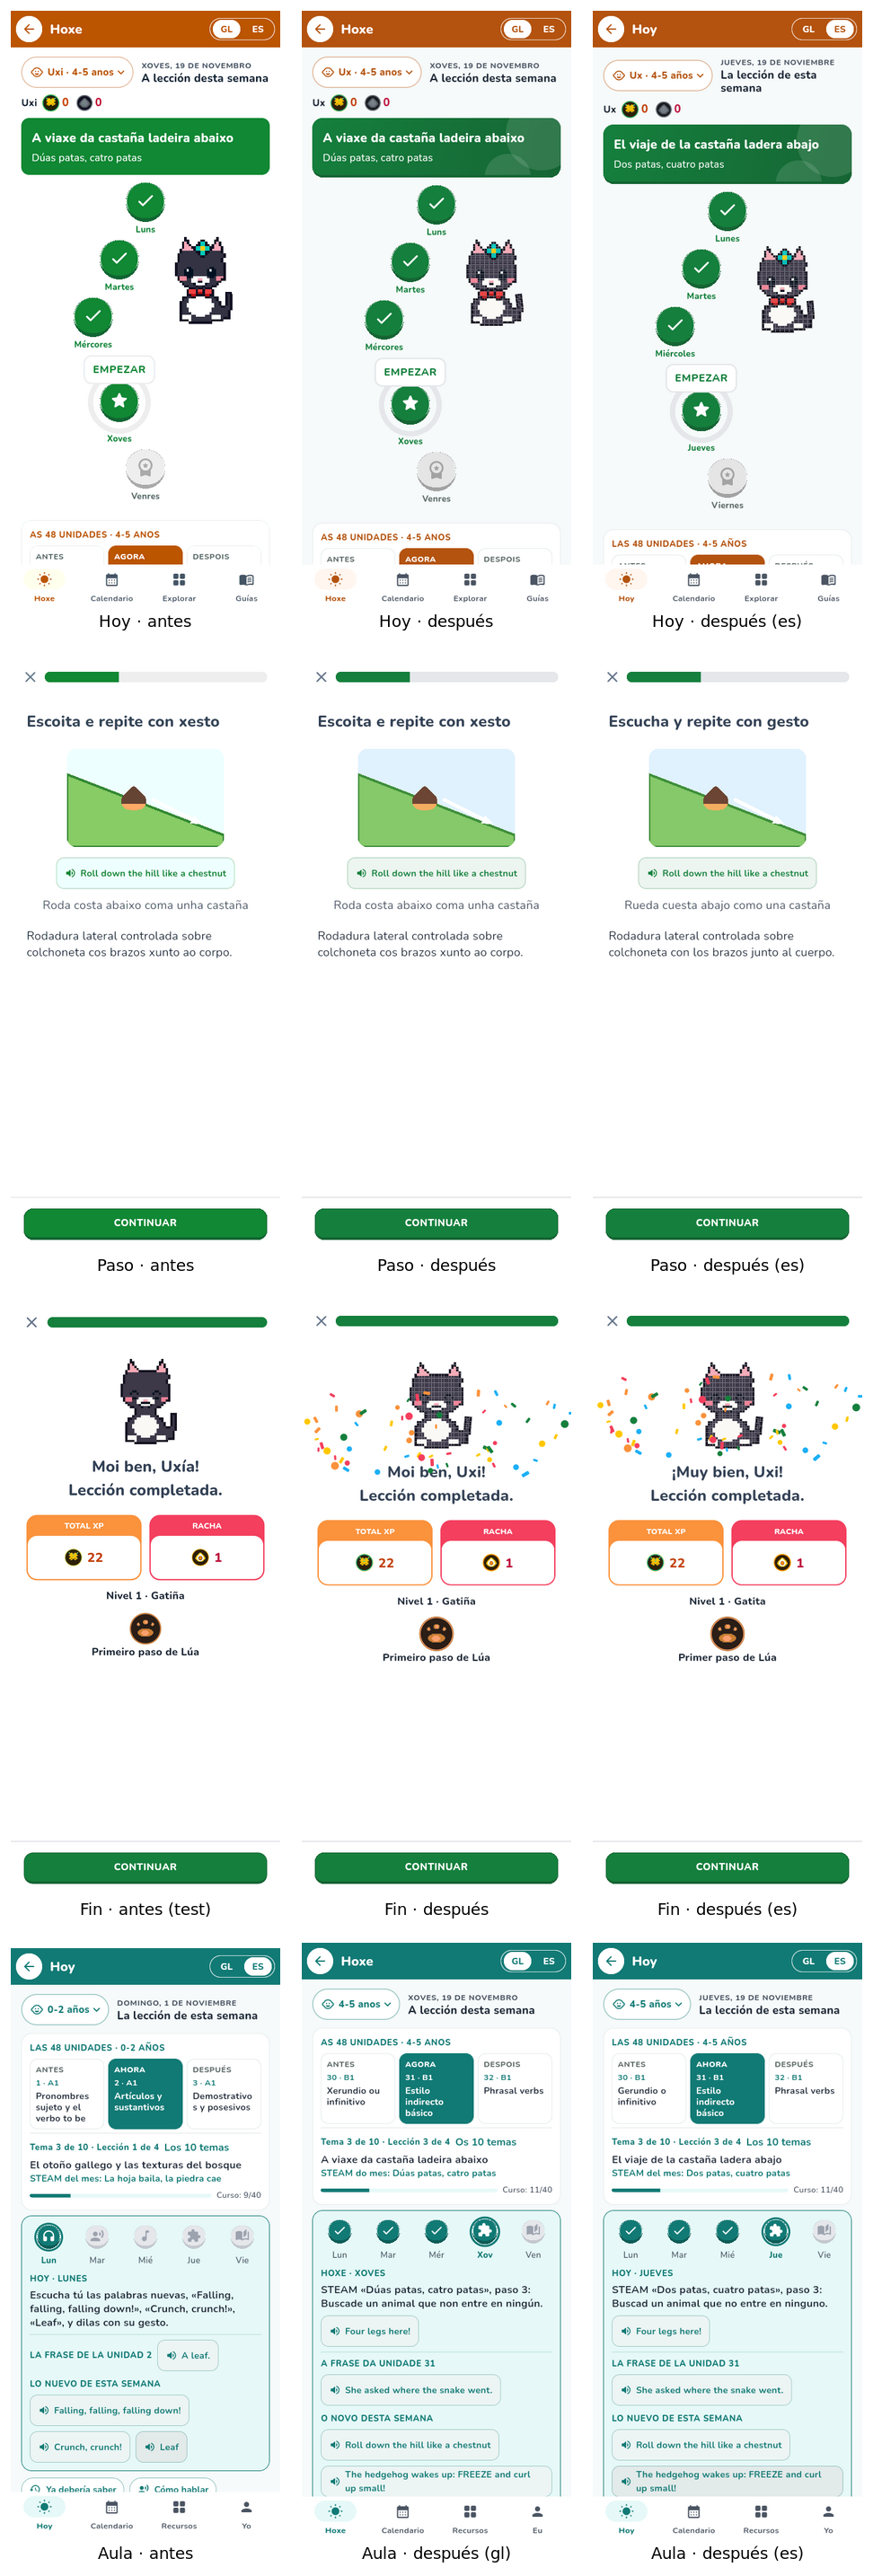 Hoxe
GL ES
Uxi · 4-5 anos
XOVES, 19 DE NOVEMBRO
A lección desta semana
Uxi 0 0
A viaxe da castaña ladeira abaixo
Dúas patas, catro patas
Luns
Martes
Mércores
EMPEZAR
Xoves
Venres
AS 48 UNIDADES · 4-5 ANOS
ANTES
AGORA
DESPOIS
Hoxe
Calendario
Explorar
Guías
Hoy · antes
Hoxe
GL ES
Ux · 4-5 anos
XOVES, 19 DE NOVEMBRO
A lección desta semana
Ux 0 0
A viaxe da castaña ladeira abaixo
Dúas patas, catro patas
Luns
Martes
Mércores
EMPEZAR
Xoves
Venres
AS 48 UNIDADES · 4-5 ANOS
ANTES
AGORA
DESPOIS
Hoxe
Calendario
Explorar
Guías
Hoy · después
Hoy
GL ES
Ux · 4-5 años
JUEVES, 19 DE NOVIEMBRE
La lección de esta
semana
Ux 0 0
El viaje de la castaña ladera abajo
Dos patas, cuatro patas
Lunes
Martes
Miércoles
EMPEZAR
Jueves
Viernes
LAS 48 UNIDADES · 4-5 AÑOS
Hoy
Calendario
Explorar
Guías
Hoy · después (es)
Escoita e repite con xesto
Roll down the hill like a chestnut
Roda costa abaixo coma unha castaña
Rodadura lateral controlada sobre
colchoneta cos brazos xunto ao corpo.
CONTINUAR
Paso · antes
Escoita e repite con xesto
Roll down the hill like a chestnut
Roda costa abaixo coma unha castaña
Rodadura lateral controlada sobre
colchoneta cos brazos xunto ao corpo.
CONTINUAR
Paso · después
Escucha y repite con gesto
Roll down the hill like a chestnut
Rueda cuesta abajo como una castaña
Rodadura lateral controlada sobre
colchoneta con los brazos junto al cuerpo.
CONTINUAR
Paso · después (es)
Moi ben, Uxía!
Lección completada.
TOTAL XP
22
RACHA
1
Nivel 1 · Gatiña
Primeiro paso de Lúa
CONTINUAR
Fin · antes (test)
Moi ben, Uxi!
Lección completada.
TOTAL XP
22
RACHA
1
Nivel 1 · Gatiña
Primeiro paso de Lúa
CONTINUAR
Fin · después
¡Muy bien, Uxi!
Lección completada.
TOTAL XP
22
RACHA
1
Nivel 1 · Gatita
Primer paso de Lúa
CONTINUAR
Fin · después (es)
Hoy
GL ES
0-2 años
DOMINGO, 1 DE NOVIEMBRE
La lección de esta semana
LAS 48 UNIDADES · 0-2 AÑOS
ANTES
1 · A1
Pronombres
sujeto y el
verbo to be
AHORA
2 · A1
Artículos y
sustantivos
DESPUÉS
3 · A1
Demostrativo
s y posesivos
Tema 3 de 10 · Lección 1 de 4 Los 10 temas
El otoño gallego y las texturas del bosque
STEAM del mes: La hoja baila, la piedra cae
Curso: 9/40
Lun
Mar
Mié
Jue
Vie
HOY · LUNES
Escucha tú las palabras nuevas, «Falling,
falling, falling down!», «Crunch, crunch!»,
«Leaf», y dilas con su gesto.
LA FRASE DE LA UNIDAD 2
A leaf.
LO NUEVO DE ESTA SEMANA
Falling, falling, falling down!
Crunch, crunch!
Leaf
Ya debería saber
Cómo hablar
Hoy
Calendario
Recursos
Yo
Aula · antes
Hoxe
GL ES
4-5 anos
XOVES, 19 DE NOVEMBRO
A lección desta semana
AS 48 UNIDADES · 4-5 ANOS
ANTES
30 · B1
Xerundio ou
infinitivo
AGORA
31 · B1
Estilo
indirecto
básico
DESPOIS
32 · B1
Phrasal verbs
Tema 3 de 10 · Lección 3 de 4 Os 10 temas
A viaxe da castaña ladeira abaixo
STEAM do mes: Dúas patas, catro patas
Curso: 11/40
Lun
Mar
Mér
Xov
Ven
HOXE · XOVES
STEAM «Dúas patas, catro patas», paso 3:
Buscade un animal que non entre en ningún.
Four legs here!
A FRASE DA UNIDADE 31
She asked where the snake went.
O NOVO DESTA SEMANA
Roll down the hill like a chestnut
The hedgehog wakes up: FREEZE and curl
up small!
Hoxe
Calendario
Recursos
Eu
Aula · después (gl)
Hoy
GL ES
4-5 años
JUEVES, 19 DE NOVIEMBRE
La lección de esta semana
LAS 48 UNIDADES · 4-5 AÑOS
ANTES
30 · B1
Gerundio o
infinitivo
AHORA
31 · B1
Estilo
indirecto
básico
DESPUÉS
32 · B1
Phrasal verbs
Tema 3 de 10 · Lección 3 de 4 Los 10 temas
El viaje de la castaña ladera abajo
STEAM del mes: Dos patas, cuatro patas
Curso: 11/40
Lun
Mar
Mié
Jue
Vie
HOY · JUEVES
STEAM «Dos patas, cuatro patas», paso 3:
Buscad un animal que no entre en ninguno.
Four legs here!
LA FRASE DE LA UNIDAD 31
She asked where the snake went.
LO NUEVO DE ESTA SEMANA
Roll down the hill like a chestnut
The hedgehog wakes up: FREEZE and curl
up small!
Hoy
Calendario
Recursos
Yo
Aula · después (es)